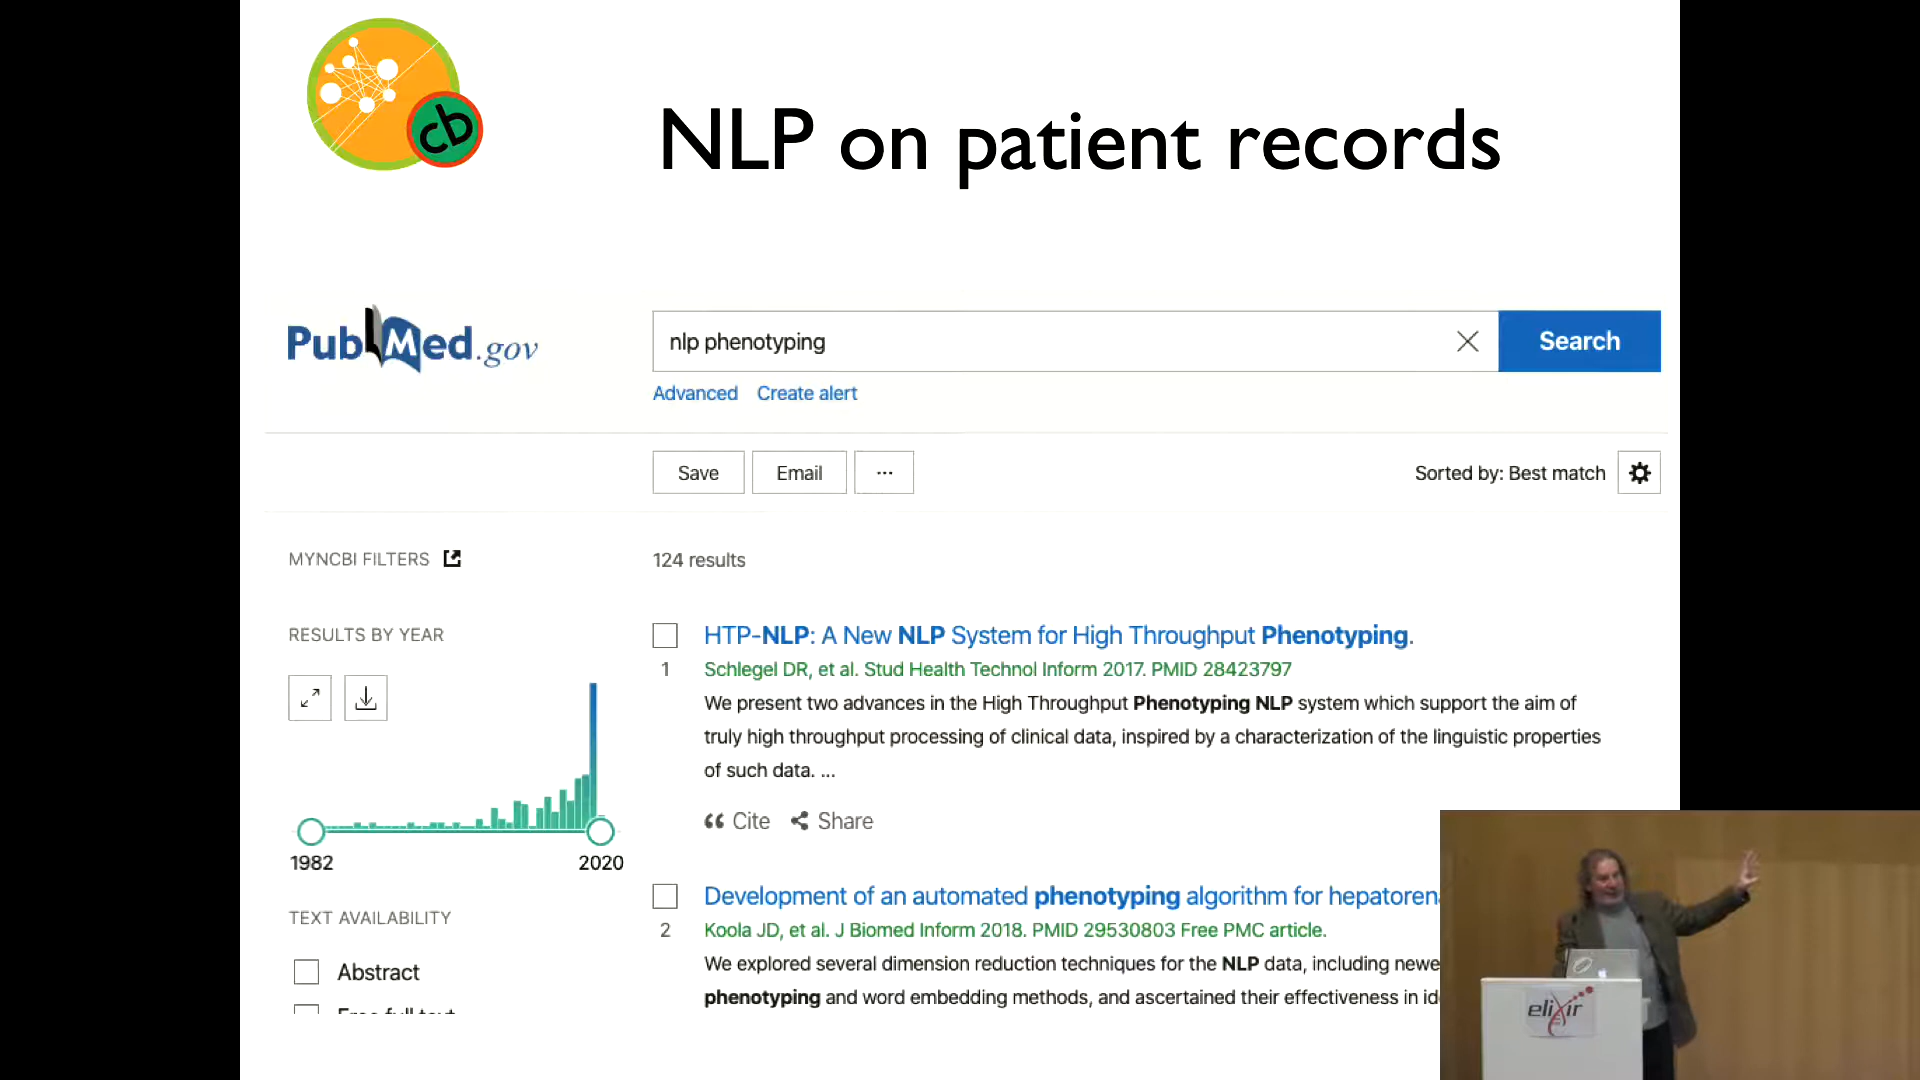 cb
NLP on patient records
PubMed.gov
nlp phenotyping
Search
Advanced Create alert
Save Email ...
Sorted by: Best match
MYNCBI FILTERS
124 results
RESULTS BY YEAR
HTP-NLP: A New NLP System for High Throughput Phenotyping.
1 Schlegel DR, et al. Stud Health Technol Inform 2017. PMID 28423797
We present two advances in the High Throughput Phenotyping NLP system which support the aim of
truly high throughput processing of clinical data, inspired by a characterization of the linguistic properties
of such data. ...
Cite Share
1982 2020
Development of an automated phenotyping algorithm for hepatoren
2 Koola JD, et al. J Biomed Inform 2018. PMID 29530803 Free PMC article.
We explored several dimension reduction techniques for the NLP data, including newe
phenotyping and word embedding methods, and ascertained their effectiveness in id
TEXT AVAILABILITY
Abstract
Free full text
elixir